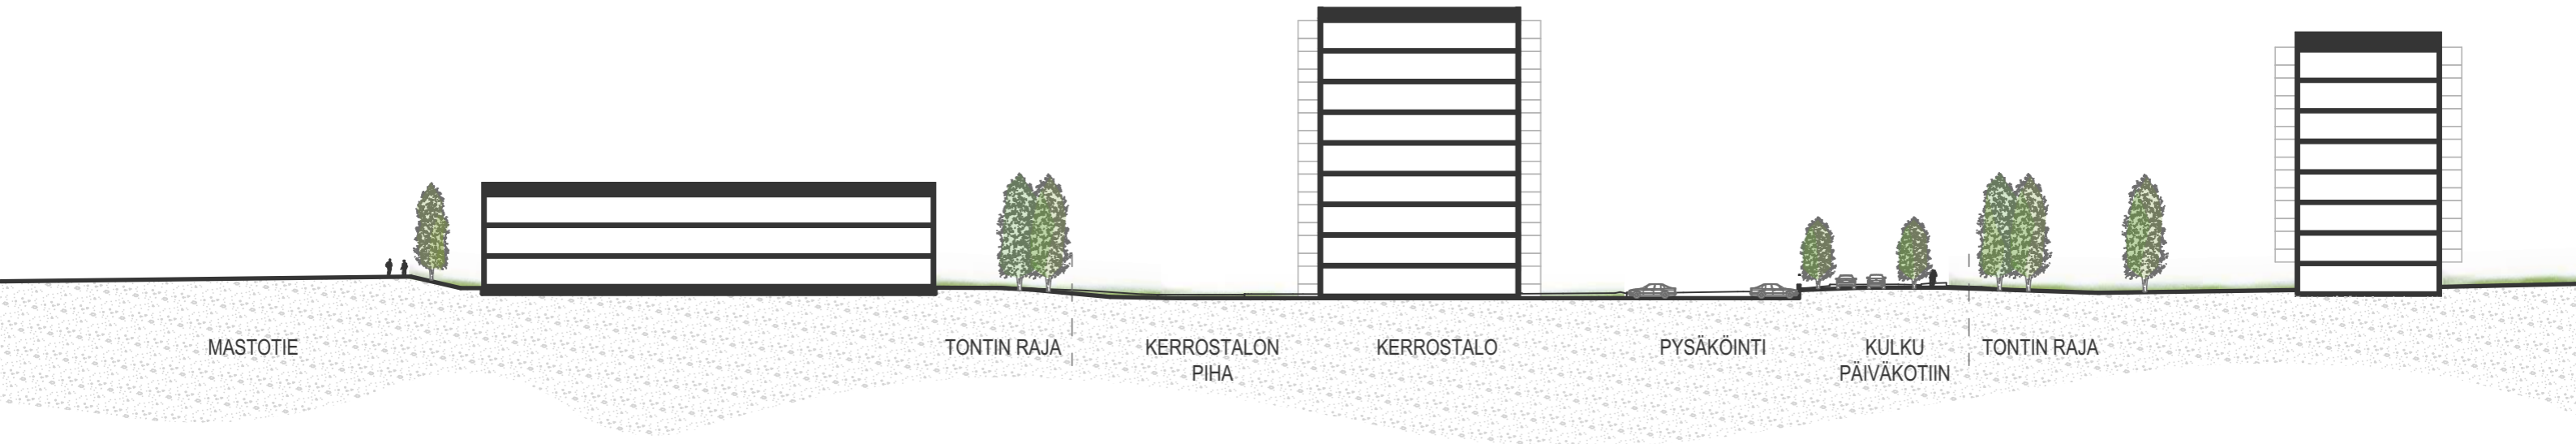 MASTOTIE
TONTIN RAJA
KERROSTALON
PIHA
KERROSTALO
PYSÄKÖINTI
KULKU
PÄIVÄKOTIIN
TONTIN RAJA